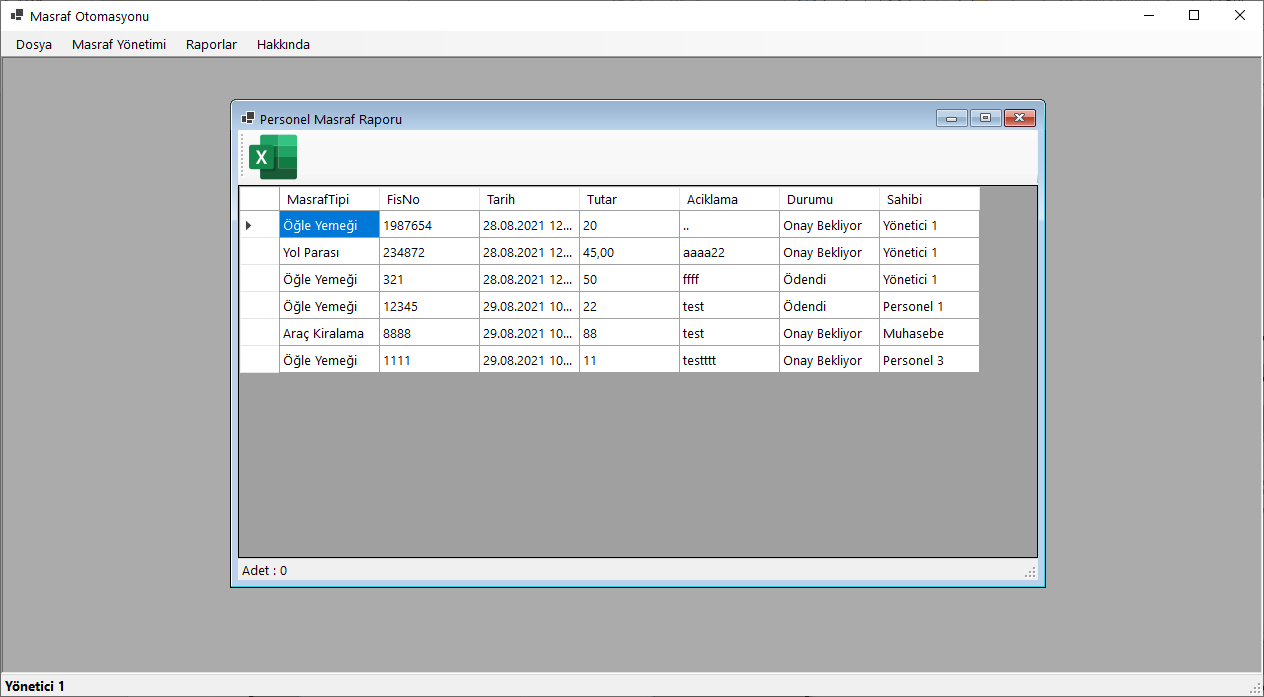 Masraf Otomasyonu
Dosya Masraf Yönetimi Raporlar Hakkında
Personel Masraf Raporu
X
MasrafTipi FisNo Tarih Tutar Aciklama Durumu Sahibi
Öğle Yemeği 1987654 28.08.2021 12... 20 .. Onay Bekliyor Yönetici 1
Yol Parası 234872 28.08.2021 12... 45,00 aaaa22 Onay Bekliyor Yönetici 1
Öğle Yemeği 321 28.08.2021 12... 50 ffff Ödendi Yönetici 1
Öğle Yemeği 12345 29.08.2021 10... 22 test Ödendi Personel 1
Araç Kiralama 8888 29.08.2021 10... 88 test Onay Bekliyor Muhasebe
Öğle Yemeği 1111 29.08.2021 10... 11 testttt Onay Bekliyor Personel 3
Adet : 0
Yönetici 1